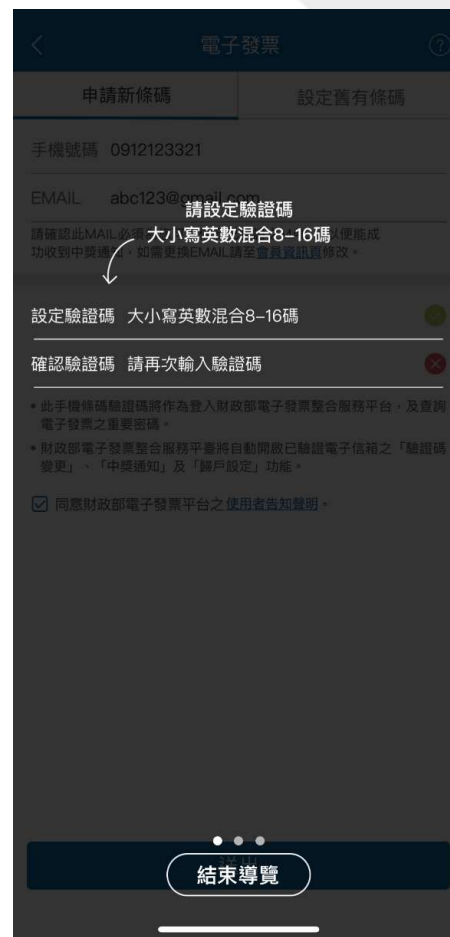 電子發票
申請新條碼
設定舊有條碼
手機號碼 0912123321
EMAIL abc123@gmail.com
請設定驗證碼
大小寫英數混合8-16碼
請確認此MAIL必須
以便能成
功收到中獎通知，如需更換EMAIL請至會員資訊頁修改。
設定驗證碼 大小寫英數混合8-16碼
確認驗證碼 請再次輸入驗證碼
• 此手機條碼驗證碼將作為登入財政部電子發票整合服務平台，及查詢
電子發票之重要密碼。
• 財政部電子發票整合服務平臺將自動開啟已驗證電子信箱之「驗證碼
變更」、「中獎通知」及「歸戶設定」功能。
同意財政部電子發票平台之使用者告知聲明。
結束導覽